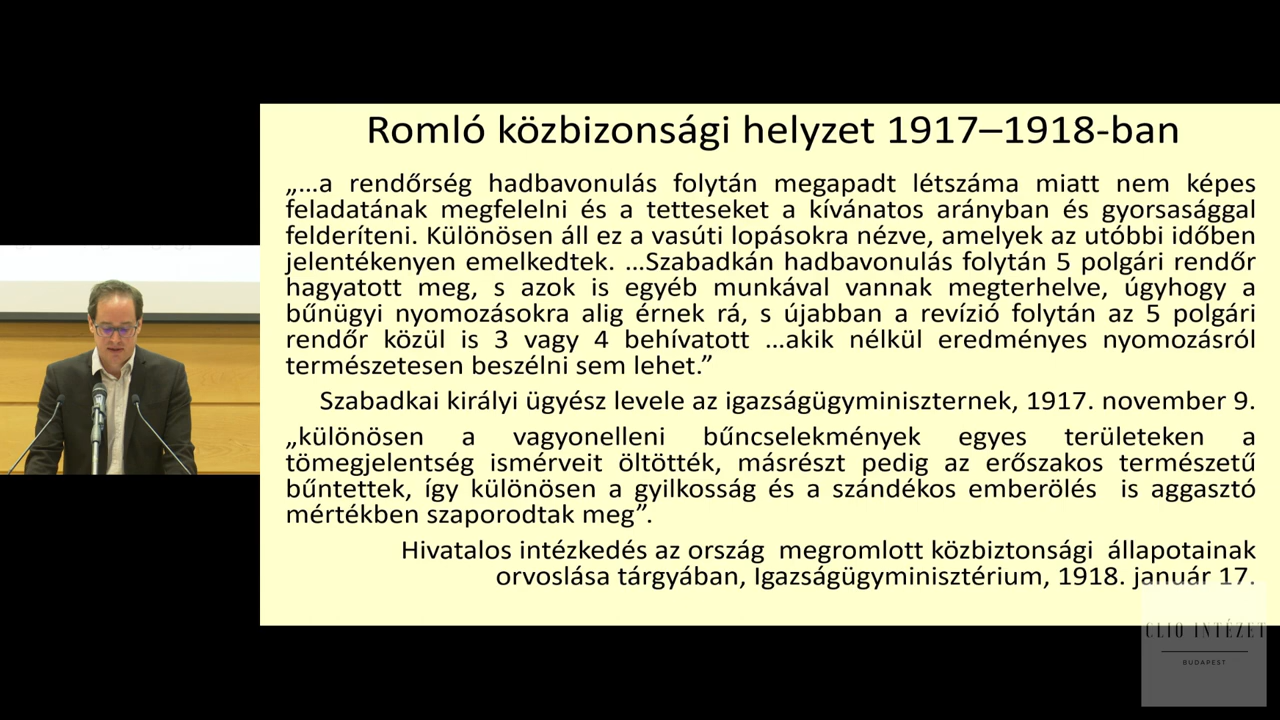 Romló közbizonsági helyzet 1917–1918-ban
„…a rendőrség hadbavonulás folytán megapadt létszáma miatt nem képes
feladatának megfelelni és a tetteseket a kívánatos arányban és gyorsasággal
felderíteni. Különösen áll ez a vasúti lopásokra nézve, amelyek az utóbbi időben
jelentékenyen emelkedtek. …Szabadkán hadbavonulás folytán 5 polgári rendőr
hagyatott meg, s azok is egyéb munkával vannak megterhelve, úgyhogy a
bűnügyi nyomozásokra alig érnek rá, s újabban a revízió folytán az 5 polgári
rendőr közül is 3 vagy 4 behívatott …akik nélkül eredményes nyomozásról
természetesen beszélni sem lehet.”
Szabadkai királyi ügyész levele az igazságügyminiszternek, 1917. november 9.
„különösen a vagyonelleni bűncselekmények egyes területeken a
tömegjelentség ismérveit öltötték, másrészt pedig az erőszakos természetű
bűntettek, így különösen a gyilkosság és a szándékos emberölés is aggasztó
mértékben szaporodtak meg”.
Hivatalos intézkedés az ország megromlott közbiztonsági állapotainak
orvoslása tárgyában, Igazságügyminisztérium, 1918. január 17.
CLIO INTÉZET
BUDAPEST